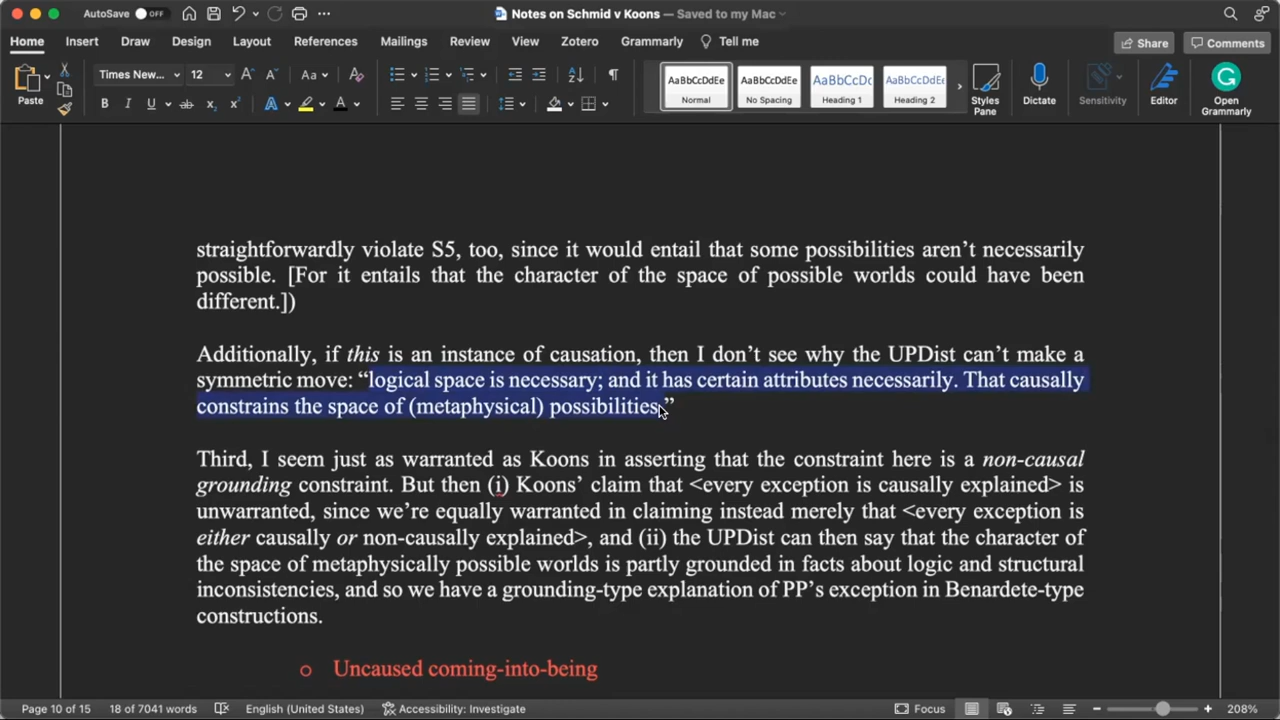 AutoSave OFF Notes on Schmid v Koons — Saved to my Mac
Home Insert Draw Design Layout References Mailings Review View Zotero Grammarly Tell me Share Comments
Paste Times New... 12 Aa AaBbCcDdEe AaBbCcDdEe AaBbCcDc AaBbCcDdEe
B I U ab x₂ x² A A Normal No Spacing Heading 1 Heading 2 Styles Pane Dictate Sensitivity Editor Open Grammarly
straightforwardly violate S5, too, since it would entail that some possibilities aren’t necessarily
possible. [For it entails that the character of the space of possible worlds could have been
different.])
Additionally, if this is an instance of causation, then I don’t see why the UPDist can’t make a
symmetric move: “logical space is necessary; and it has certain attributes necessarily. That causally
constrains the space of (metaphysical) possibilities.”
Third, I seem just as warranted as Koons in asserting that the constraint here is a non-causal
grounding constraint. But then (i) Koons’ claim that <every exception is causally explained> is
unwarranted, since we’re equally warranted in claiming instead merely that <every exception is
either causally or non-causally explained>, and (ii) the UPDist can then say that the character of
the space of metaphysically possible worlds is partly grounded in facts about logic and structural
inconsistencies, and so we have a grounding-type explanation of PP’s exception in Benardete-type
constructions.
o Uncaused coming-into-being
Page 10 of 15 18 of 7041 words English (United States) Accessibility: Investigate Focus 208%